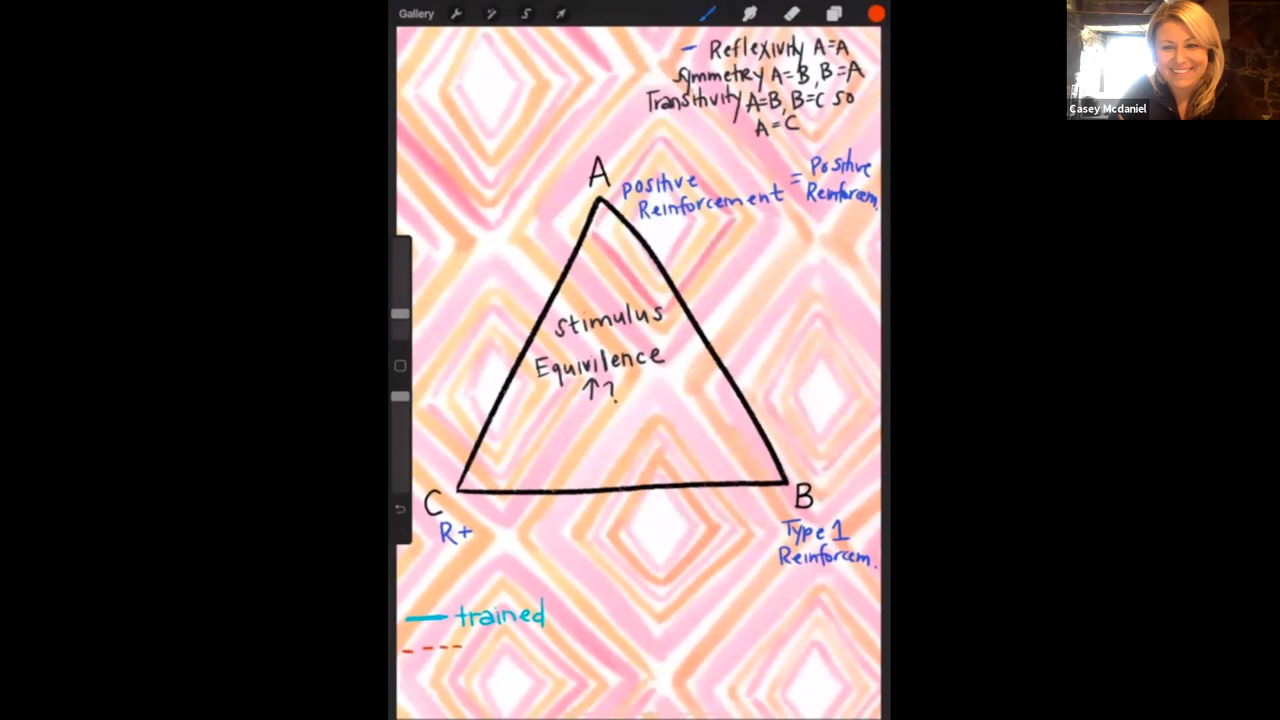 Gallery
Casey Mcdaniel
- Reflexivity A=A
Symmetry A=B, B=A
Transitivity A=B, B=C so
A=C
A
positive
Reinforcement
= Positive
Reinforcem
Stimulus
Equivilence
↑?
C
R+
B
Type 1
Reinforcem.
trained